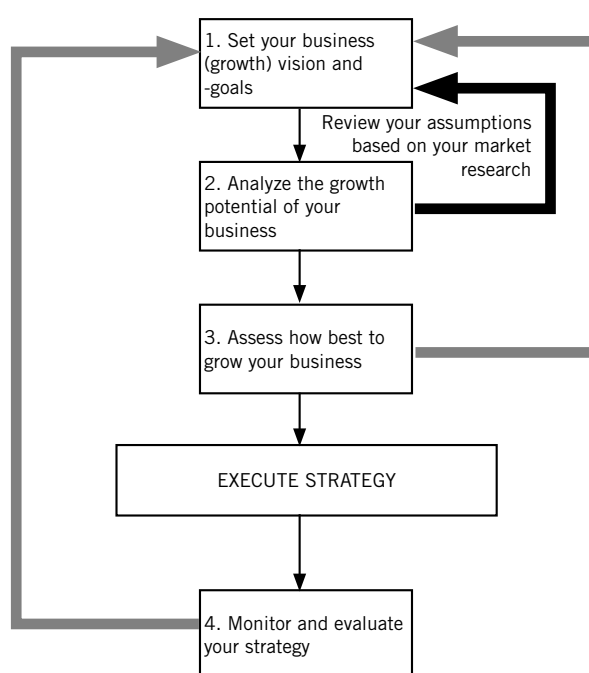 1. Set your business
(growth) vision and
-goals
Review your assumptions
based on your market
research
2. Analyze the growth
potential of your
business
3. Assess how best to
grow your business
EXECUTE STRATEGY
4. Monitor and evaluate
your strategy